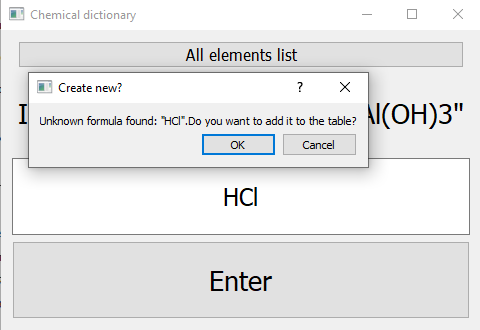 Chemical dictionary
All elements list
Create new?
?
Unknown formula found: "HCl".Do you want to add it to the table?
OK
Cancel
Al(OH)3"
HCl
Enter